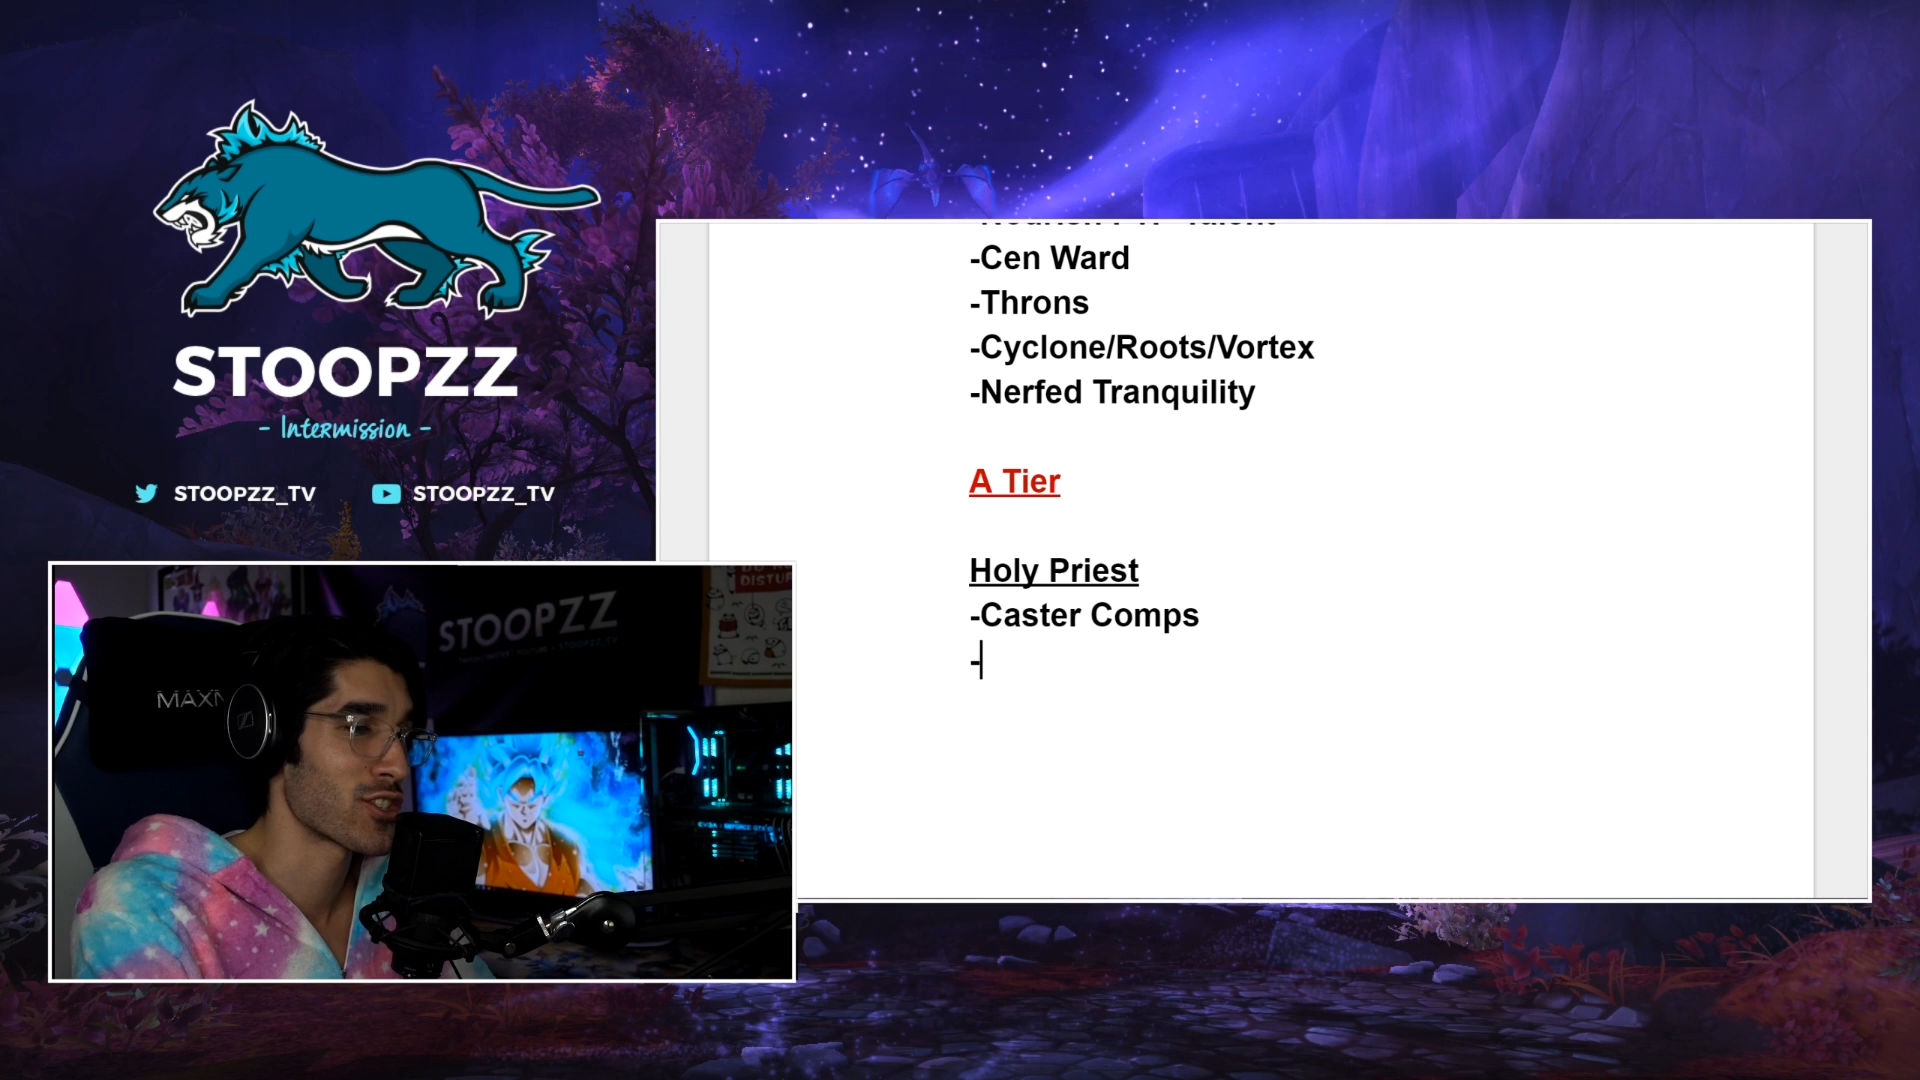 STOOPZZ
- Intermission -
STOOPZZ_TV
STOOPZZ_TV
-Cen Ward
-Throns
-Cyclone/Roots/Vortex
-Nerfed Tranquility
A Tier
Holy Priest
-Caster Comps
-
STOOPZZ
DISTU
MAXN